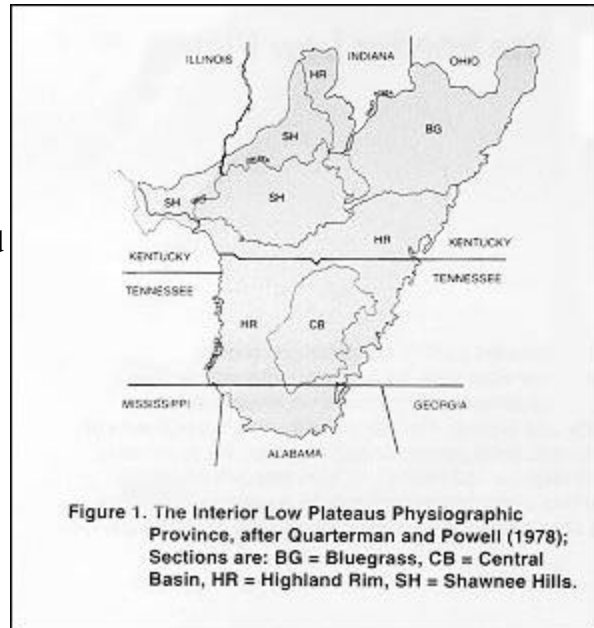 ILLINOIS
INDIANA
OHIO
HR
BG
SH
SH
SH
HR
KENTUCKY
KENTUCKY
TENNESSEE
TENNESSEE
HR
CB
MISSISSIPPI
GEORGIA
ALABAMA
Figure 1. The Interior Low Plateaus Physiographic
Province, after Quarterman and Powell (1978);
Sections are: BG = Bluegrass, CB = Central
Basin, HR = Highland Rim, SH = Shawnee Hills.